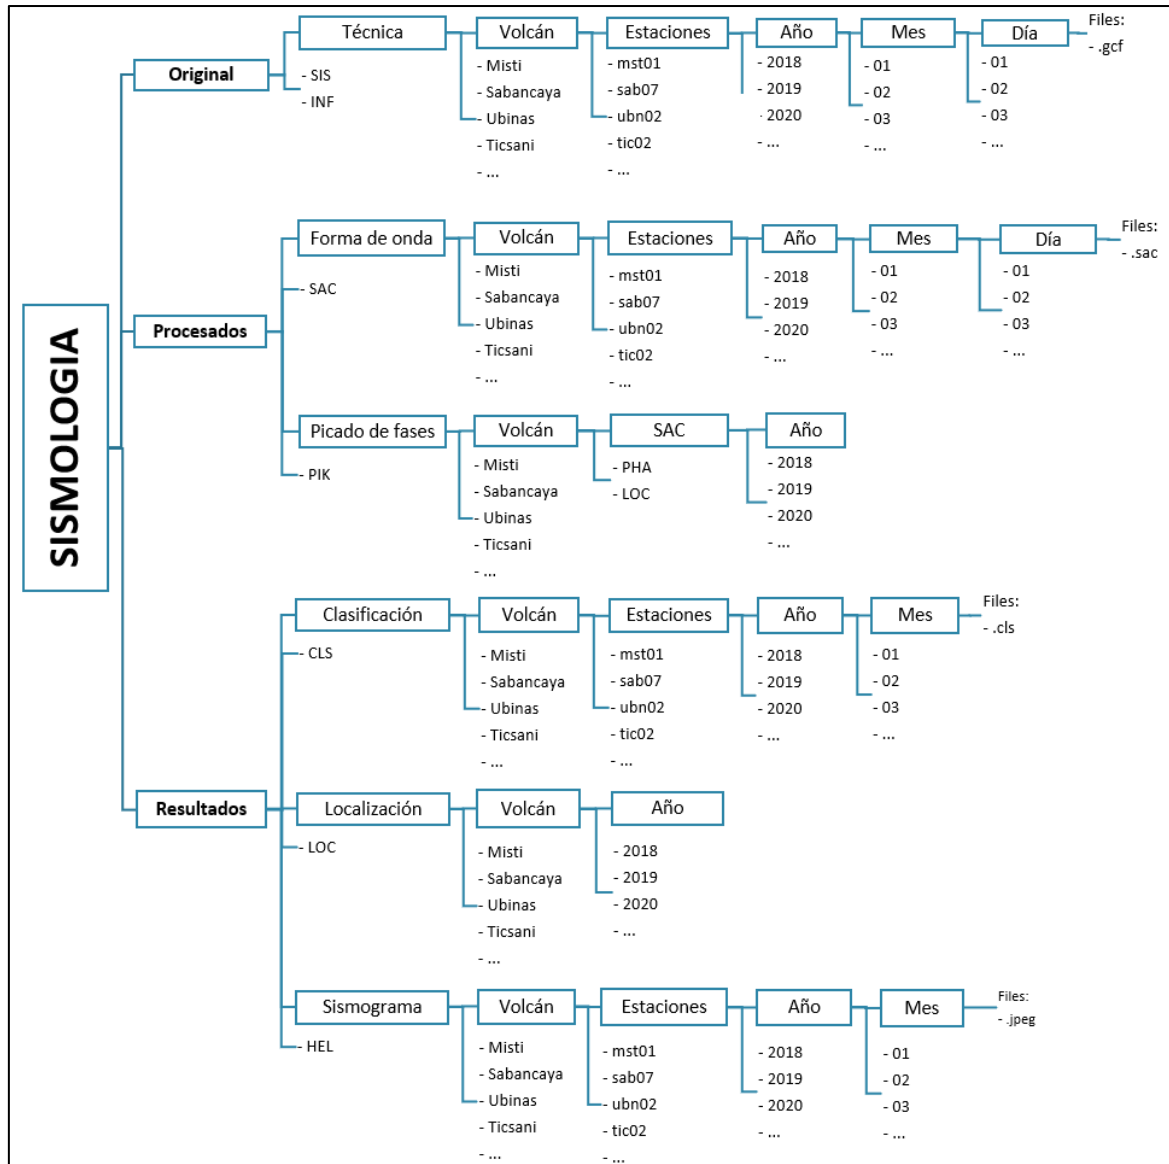 SISMOLOGIA
Original
Técnica
- SIS
- INF
Volcán
- Misti
- Sabancaya
- Ubinas
- Ticsani
- ...
Estaciones
- mst01
- sab07
- ubn02
- tic02
- ...
Año
- 2018
- 2019
- 2020
- ...
Mes
- 01
- 02
- 03
- ...
Día
- 01
- 02
- 03
- ...
Files:
- .gcf
Procesados
Forma de onda
- SAC
Volcán
- Misti
- Sabancaya
- Ubinas
- Ticsani
- ...
Estaciones
- mst01
- sab07
- ubn02
- tic02
- ...
Año
- 2018
- 2019
- 2020
- ...
Mes
- 01
- 02
- 03
- ...
Día
- 01
- 02
- 03
- ...
Files:
- .sac
Picado de fases
- PIK
Volcán
- Misti
- Sabancaya
- Ubinas
- Ticsani
- ...
SAC
- PHA
- LOC
Año
- 2018
- 2019
- 2020
- ...
Resultados
Clasificación
- CLS
Volcán
- Misti
- Sabancaya
- Ubinas
- Ticsani
- ...
Estaciones
- mst01
- sab07
- ubn02
- tic02
- ...
Año
- 2018
- 2019
- 2020
- ...
Mes
- 01
- 02
- 03
- ...
Files:
- .cls
Localización
- LOC
Volcán
- Misti
- Sabancaya
- Ubinas
- Ticsani
- ...
Año
- 2018
- 2019
- 2020
- ...
Sismograma
- HEL
Volcán
- Misti
- Sabancaya
- Ubinas
- Ticsani
- ...
Estaciones
- mst01
- sab07
- ubn02
- tic02
- ...
Año
- 2018
- 2019
- 2020
- ...
Mes
- 01
- 02
- 03
- ...
Files:
- .jpeg